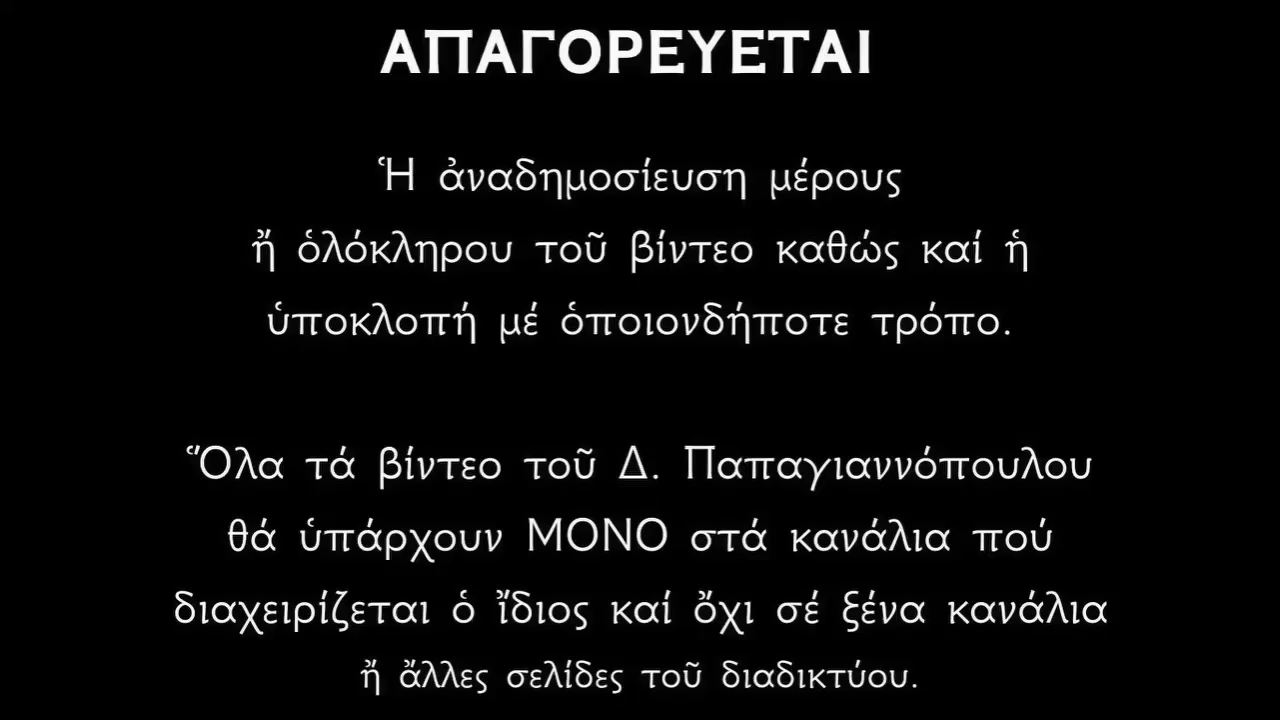 ΑΠΑΓΟΡΕΥΕΤΑΙ
Ἡ ἀναδημοσίευση μέρους
ἤ ὁλόκληρου τοῦ βίντεο καθώς καί ἡ
ὑποκλοπή μέ ὁποιονδήποτε τρόπο.
Ὅλα τά βίντεο τοῦ Δ. Παπαγιαννόπουλου
θά ὑπάρχουν ΜΟΝΟ στά κανάλια πού
διαχειρίζεται ὁ ἴδιος καί ὄχι σέ ξένα κανάλια
ἤ ἄλλες σελίδες τοῦ διαδικτύου.